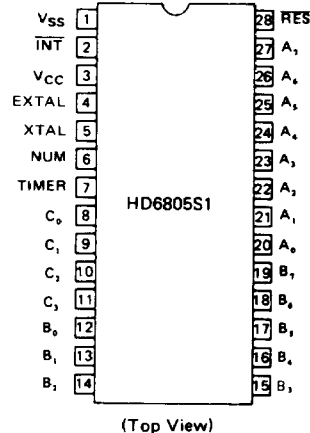 VSS 1 28 RES
INT 2 27 A7
VCC 3 26 A6
EXTAL 4 25 A5
XTAL 5 24 A4
NUM 6 23 A3
TIMER 7 22 A2
HD6805S1
C0 8 21 A1
C1 9 20 A0
C2 10 19 B7
C3 11 18 B6
B0 12 17 B5
B1 13 16 B4
B2 14 15 B3
(Top View)